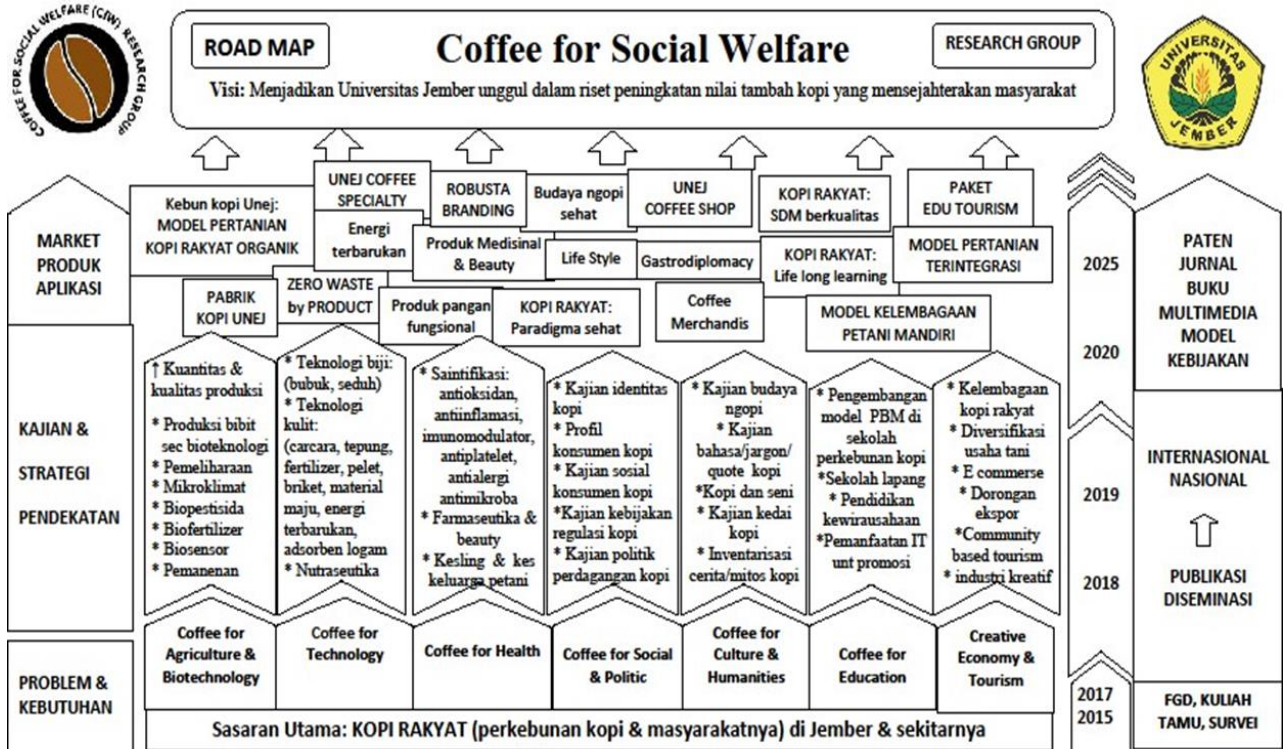 COFFEE FOR SOCIAL WELFARE (CfW) RESEARCH GROUP
ROAD MAP
Coffee for Social Welfare
RESEARCH GROUP
Visi: Menjadikan Universitas Jember unggul dalam riset peningkatan nilai tambah kopi yang mensejahterakan masyarakat
UNIVERSITAS
JEMBER
MARKET
PRODUK
APLIKASI
Kebun kopi Unej:
MODEL PERTANIAN
KOPI RAKYAT ORGANIK
UNEJ COFFEE
SPECIALTY
Energi
terbarukan
ROBUSTA
BRANDING
Budaya ngopi
sehat
UNEJ
COFFEE SHOP
KOPI RAKYAT:
SDM berkualitas
PAKET
EDU TOURISM
Produk Medisinal
& Beauty
Life Style
Gastrodiplomacy
KOPI RAKYAT:
Life long learning
MODEL PERTANIAN
TERINTEGRASI
PABRIK
KOPI UNEJ
ZERO WASTE
by PRODUCT
Produk pangan
fungsional
KOPI RAKYAT:
Paradigma sehat
Coffee
Merchandis
MODEL KELEMBAGAAN
PETANI MANDIRI
2025
2020
PATEN
JURNAL
BUKU
MULTIMEDIA
MODEL
KEBIJAKAN
KAJIAN &
STRATEGI
PENDEKATAN
↑ Kuantitas &
kualitas produksi
* Produksi bibit
sec bioteknologi
* Pemeliharaan
* Mikroklimat
* Biopestisida
* Biofertilizer
* Biosensor
* Pemanenan
* Teknologi biji:
(bubuk, seduh)
* Teknologi
kulit:
(carcara, tepung,
fertilizer, pelet,
briket, material
maju, energi
terbarukan,
adsorben logam
* Nutraseutika
* Saintifikasi:
antioksidan,
antiinflamasi,
imunomodulator,
antiplatelet,
antialergi
antimikroba
* Farmaseutika &
beauty
* Kesling & kes
keluarga petani
* Kajian identitas
kopi
* Profil
konsumen kopi
* Kajian sosial
konsumen kopi
*Kajian kebijakan
regulasi kopi
* Kajian politik
perdagangan kopi
* Kajian budaya
ngopi
* Kajian
bahasa/jargon/
quote kopi
*Kopi dan seni
* Kajian kedai
kopi
* Inventarisasi
cerita/mitos kopi
* Pengembangan
model PBM di
sekolah
perkebunan kopi
*Sekolah lapang
* Pendidikan
kewirausahaan
*Pemanfaatan IT
unt promosi
* Kelembagaan
kopi rakyat
* Diversifikasi
usaha tani
* E commerse
* Dorongan
ekspor
*Community
based tourism
* industri kreatif
2019
2018
INTERNASIONAL
NASIONAL
PUBLIKASI
DISEMINASI
PROBLEM &
KEBUTUHAN
Coffee for
Agriculture &
Biotechnology
Coffee for
Technology
Coffee for Health
Coffee for Social
& Politic
Coffee for
Culture &
Humanities
Coffee for
Education
Creative
Economy &
Tourism
2017
2015
FGD, KULIAH
TAMU, SURVEI
Sasaran Utama: KOPI RAKYAT (perkebunan kopi & masyarakatnya) di Jember & sekitarnya